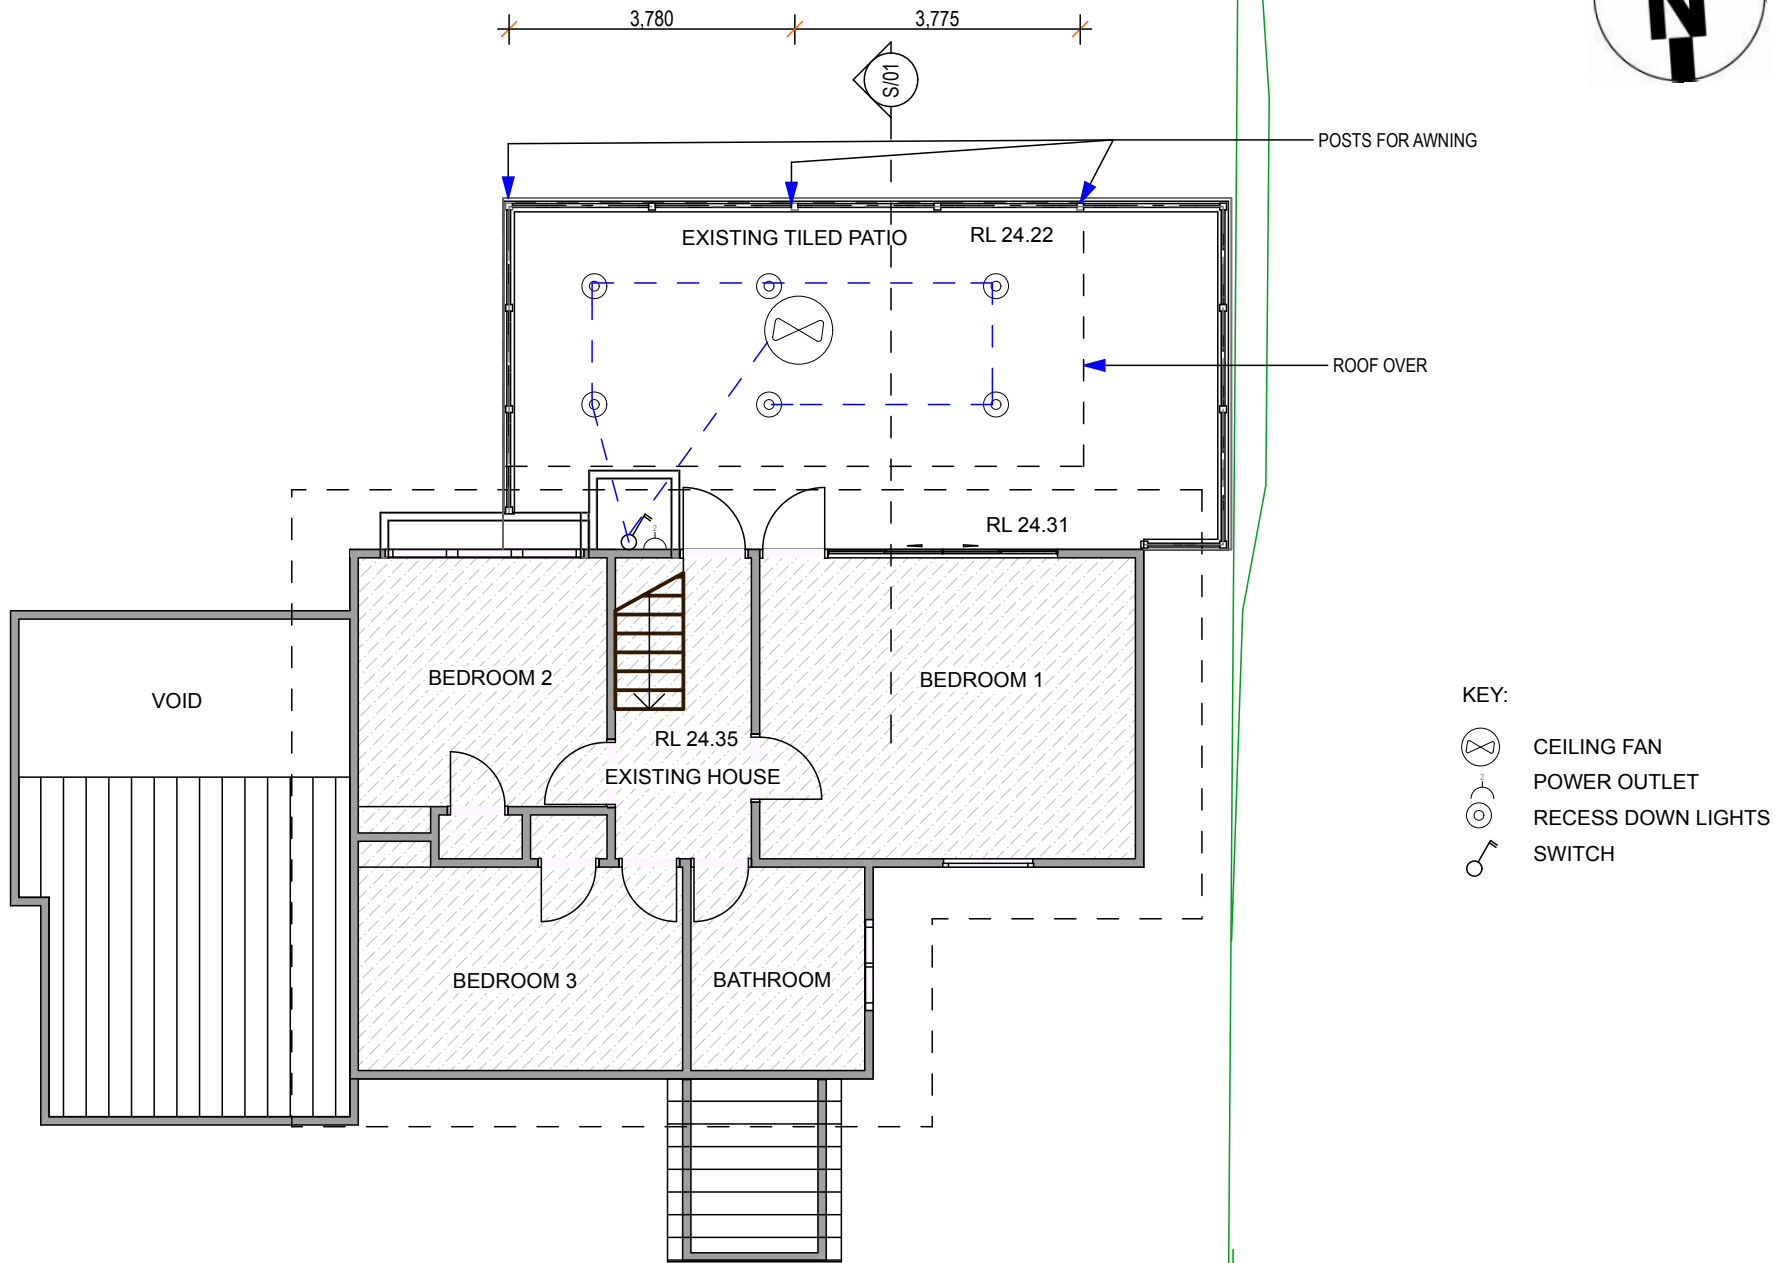 3,780
3,775
N
S/01
POSTS FOR AWNING
EXISTING TILED PATIO
RL 24.22
ROOF OVER
2
RL 24.31
BEDROOM 2
BEDROOM 1
VOID
RL 24.35
EXISTING HOUSE
KEY:
CEILING FAN
2
POWER OUTLET
RECESS DOWN LIGHTS
SWITCH
BEDROOM 3
BATHROOM